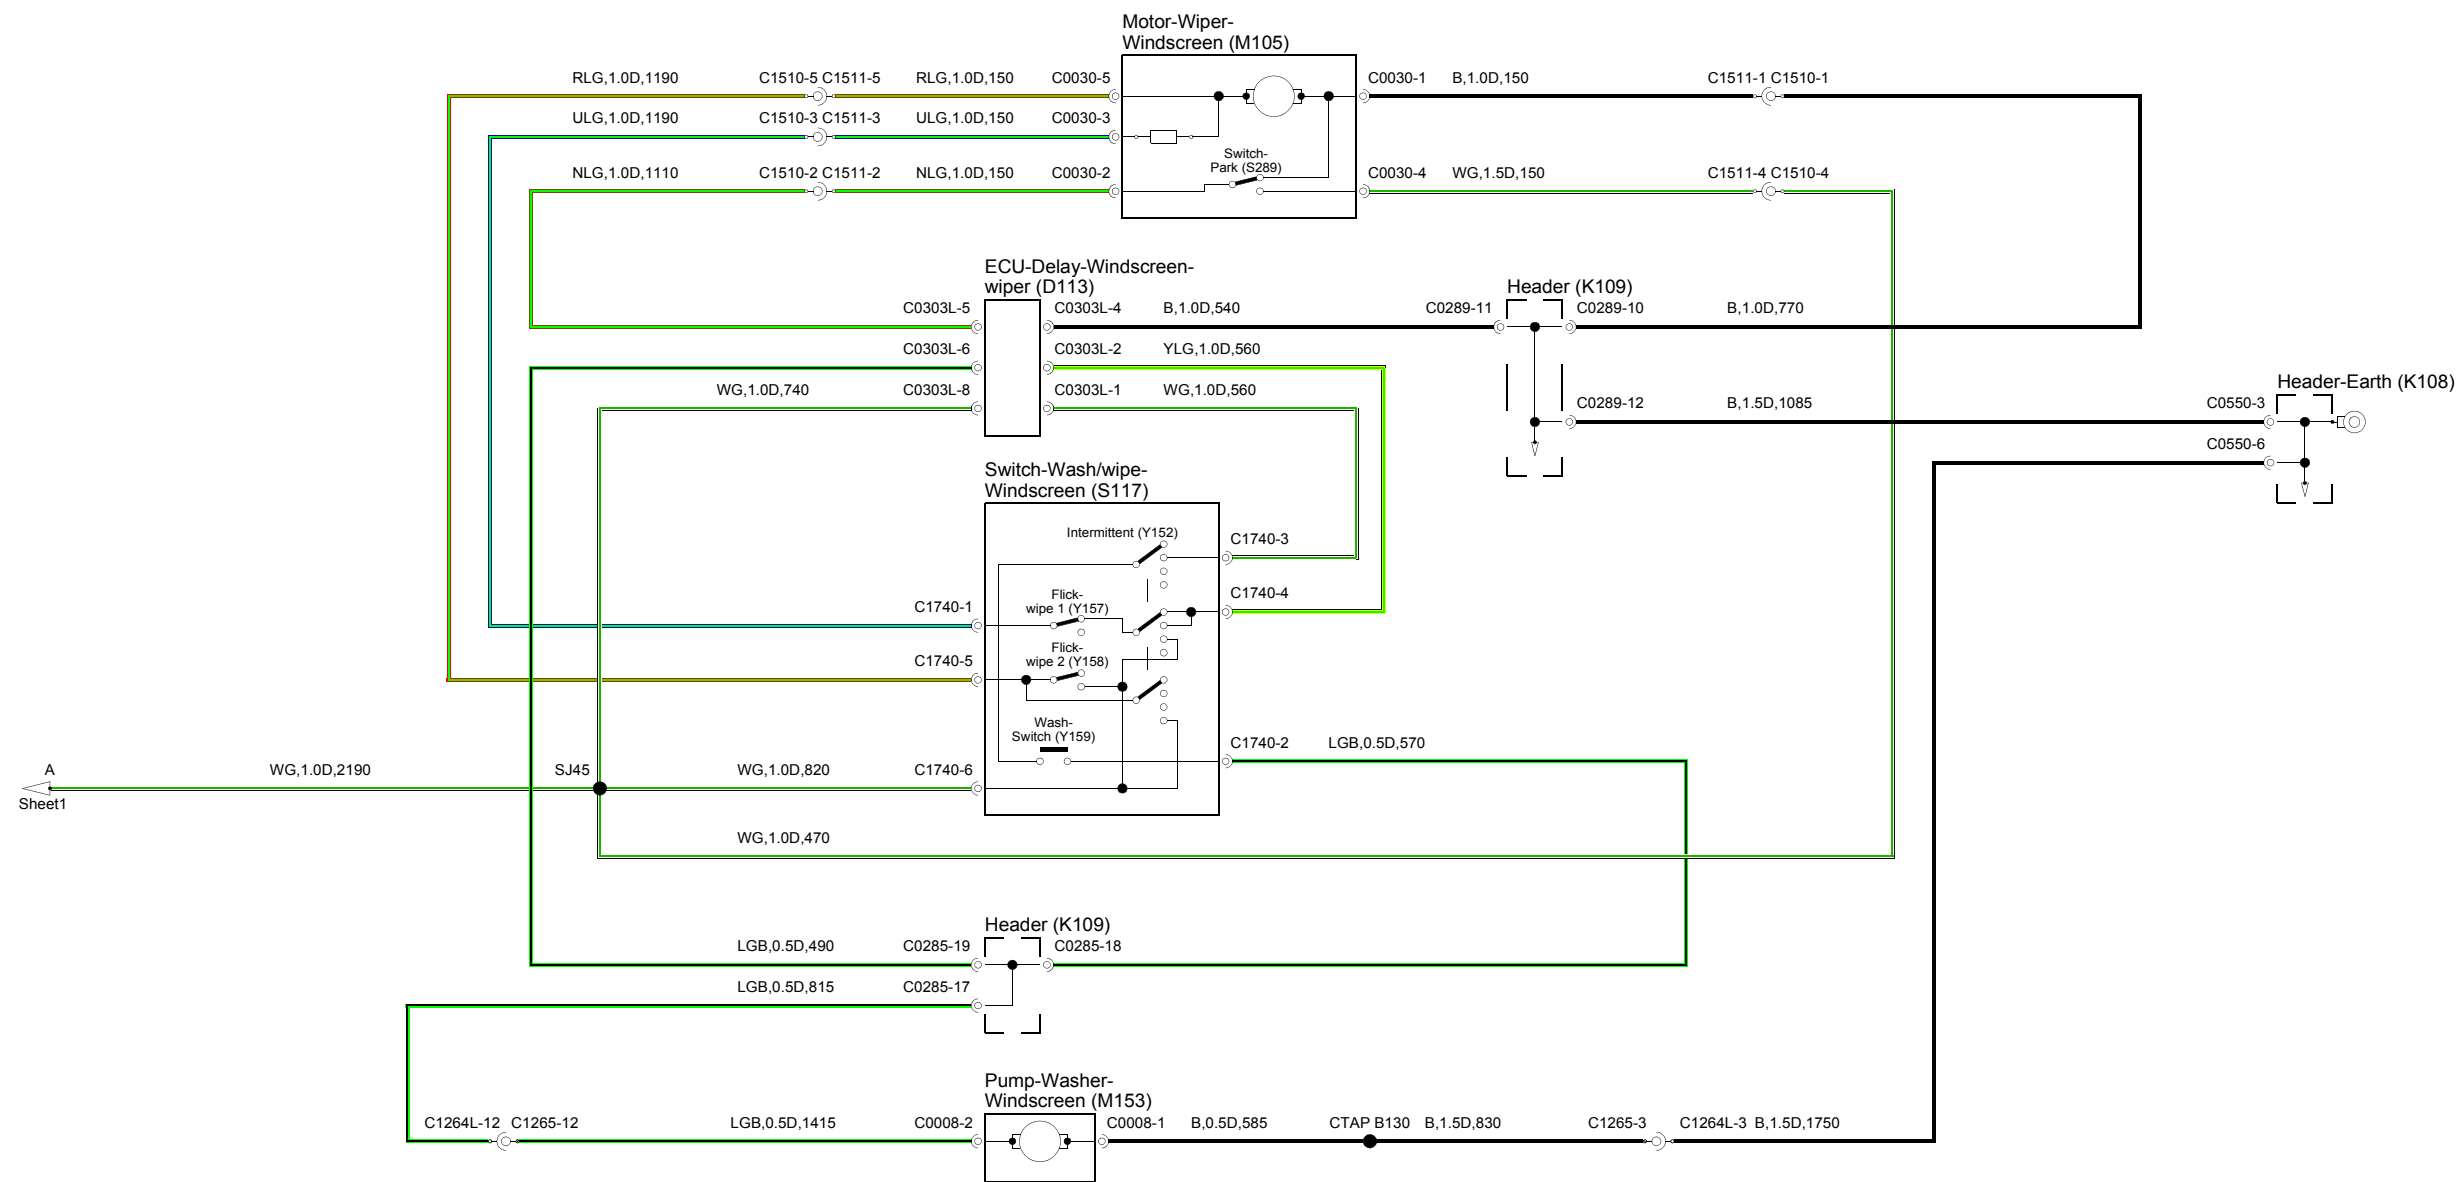 Motor-Wiper-
Windscreen (M105)
RLG,1.0D,1190 C1510-5 C1511-5 RLG,1.0D,150 C0030-5 C0030-1 B,1.0D,150 C1511-1 C1510-1
ULG,1.0D,1190 C1510-3 C1511-3 ULG,1.0D,150 C0030-3
Switch-
Park (S289)
NLG,1.0D,1110 C1510-2 C1511-2 NLG,1.0D,150 C0030-2 C0030-4 WG,1.5D,150 C1511-4 C1510-4
ECU-Delay-Windscreen-
wiper (D113)
Header (K109)
C0303L-5 C0303L-4 B,1.0D,540 C0289-11 C0289-10 B,1.0D,770
C0303L-6 C0303L-2 YLG,1.0D,560
WG,1.0D,740 C0303L-8 C0303L-1 WG,1.0D,560
Header-Earth (K108)
C0289-12 B,1.5D,1085 C0550-3
C0550-6
Switch-Wash/wipe-
Windscreen (S117)
Intermittent (Y152)
C1740-3
Flick-
wipe 1 (Y157)
C1740-1 C1740-4
Flick-
wipe 2 (Y158)
C1740-5
Wash-
Switch (Y159)
C1740-2 LGB,0.5D,570
A WG,1.0D,2190 SJ45 WG,1.0D,820 C1740-6
Sheet1
WG,1.0D,470
Header (K109)
LGB,0.5D,490 C0285-19 C0285-18
LGB,0.5D,815 C0285-17
Pump-Washer-
Windscreen (M153)
C1264L-12 C1265-12 LGB,0.5D,1415 C0008-2 C0008-1 B,0.5D,585 CTAP B130 B,1.5D,830 C1265-3 C1264L-3 B,1.5D,1750